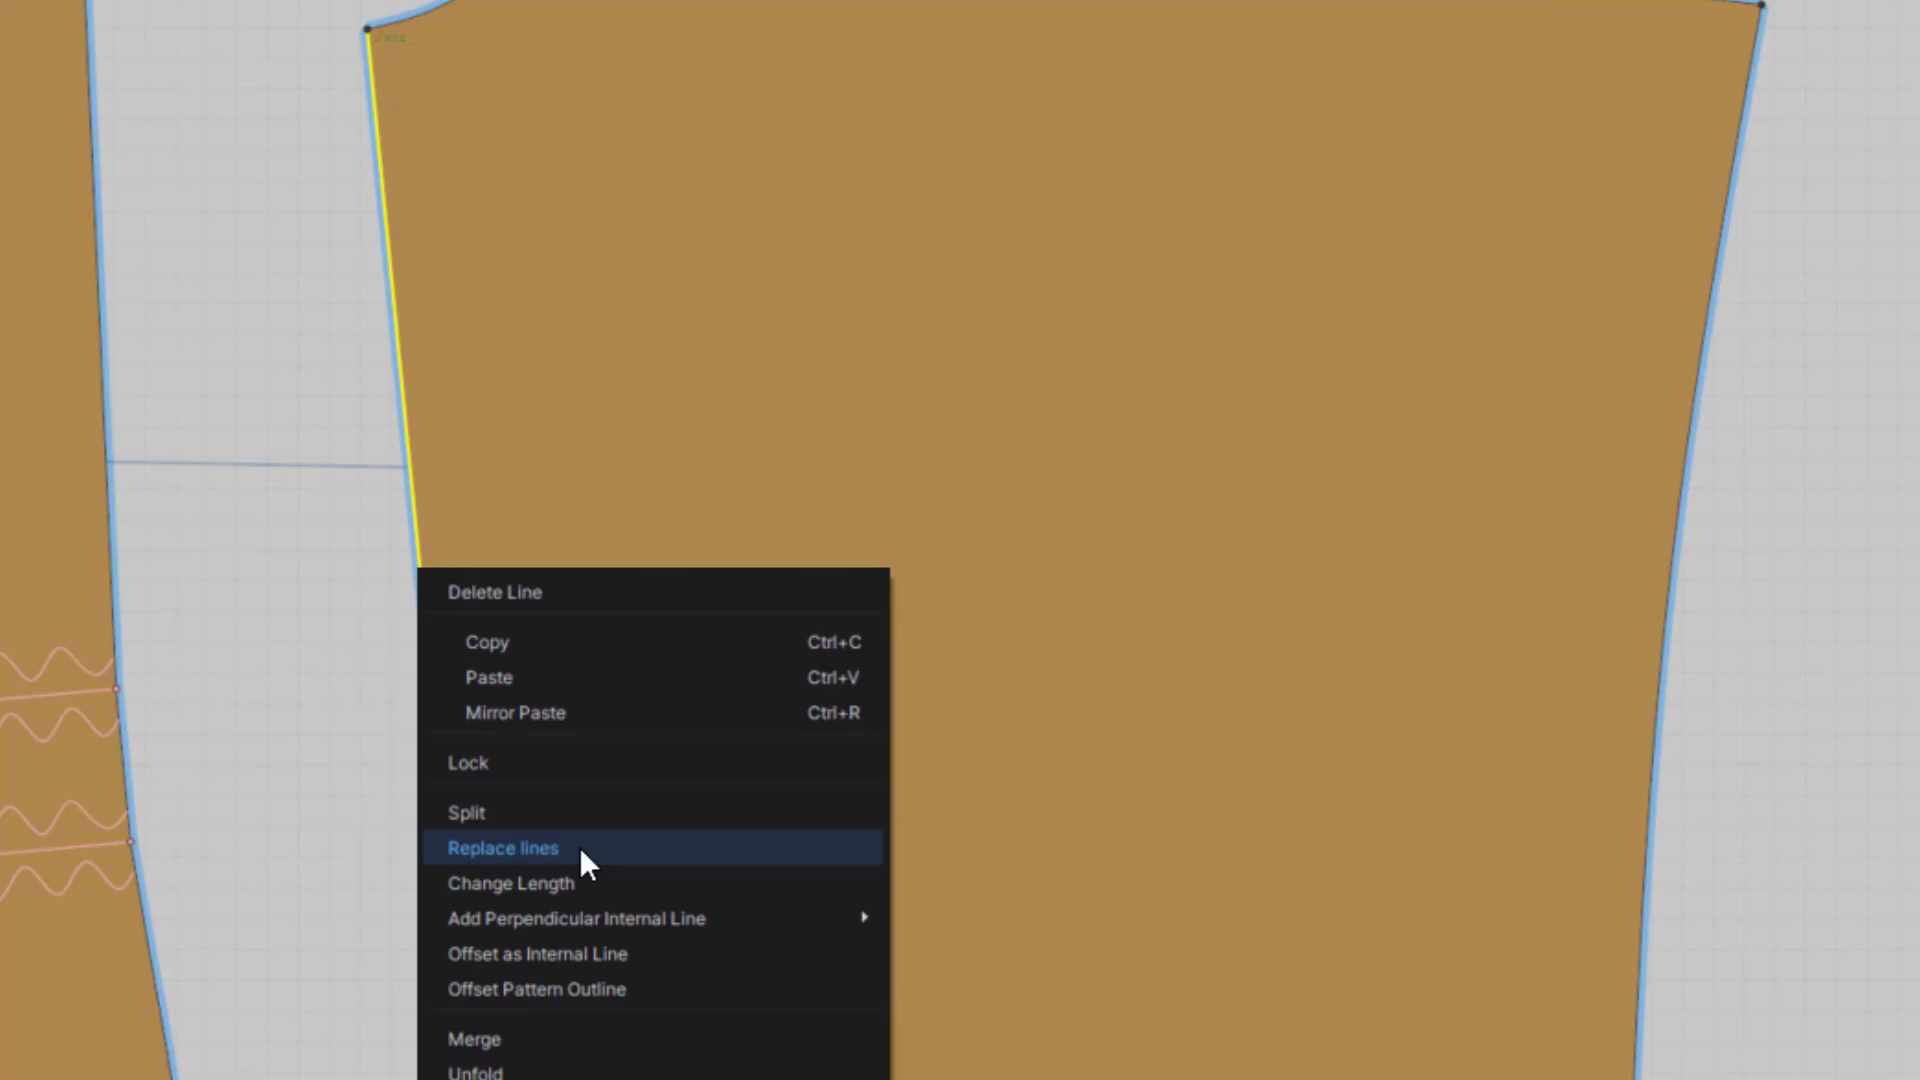 Delete Line
Copy Ctrl+C
Paste Ctrl+V
Mirror Paste Ctrl+R
Lock
Split
Replace lines
Change Length
Add Perpendicular Internal Line
Offset as Internal Line
Offset Pattern Outline
Merge
Unfold